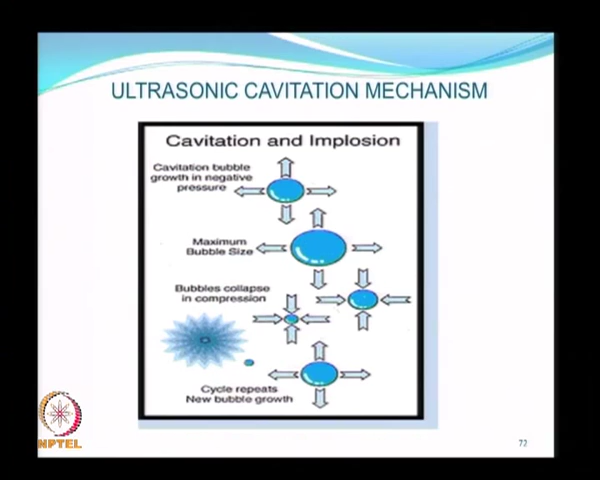 ULTRASONIC CAVITATION MECHANISM
Cavitation and Implosion
Cavitation bubble
growth in negative
pressure
Maximum
Bubble Size
Bubbles collapse
in compression
Cycle repeats
New bubble growth
NPTEL
72